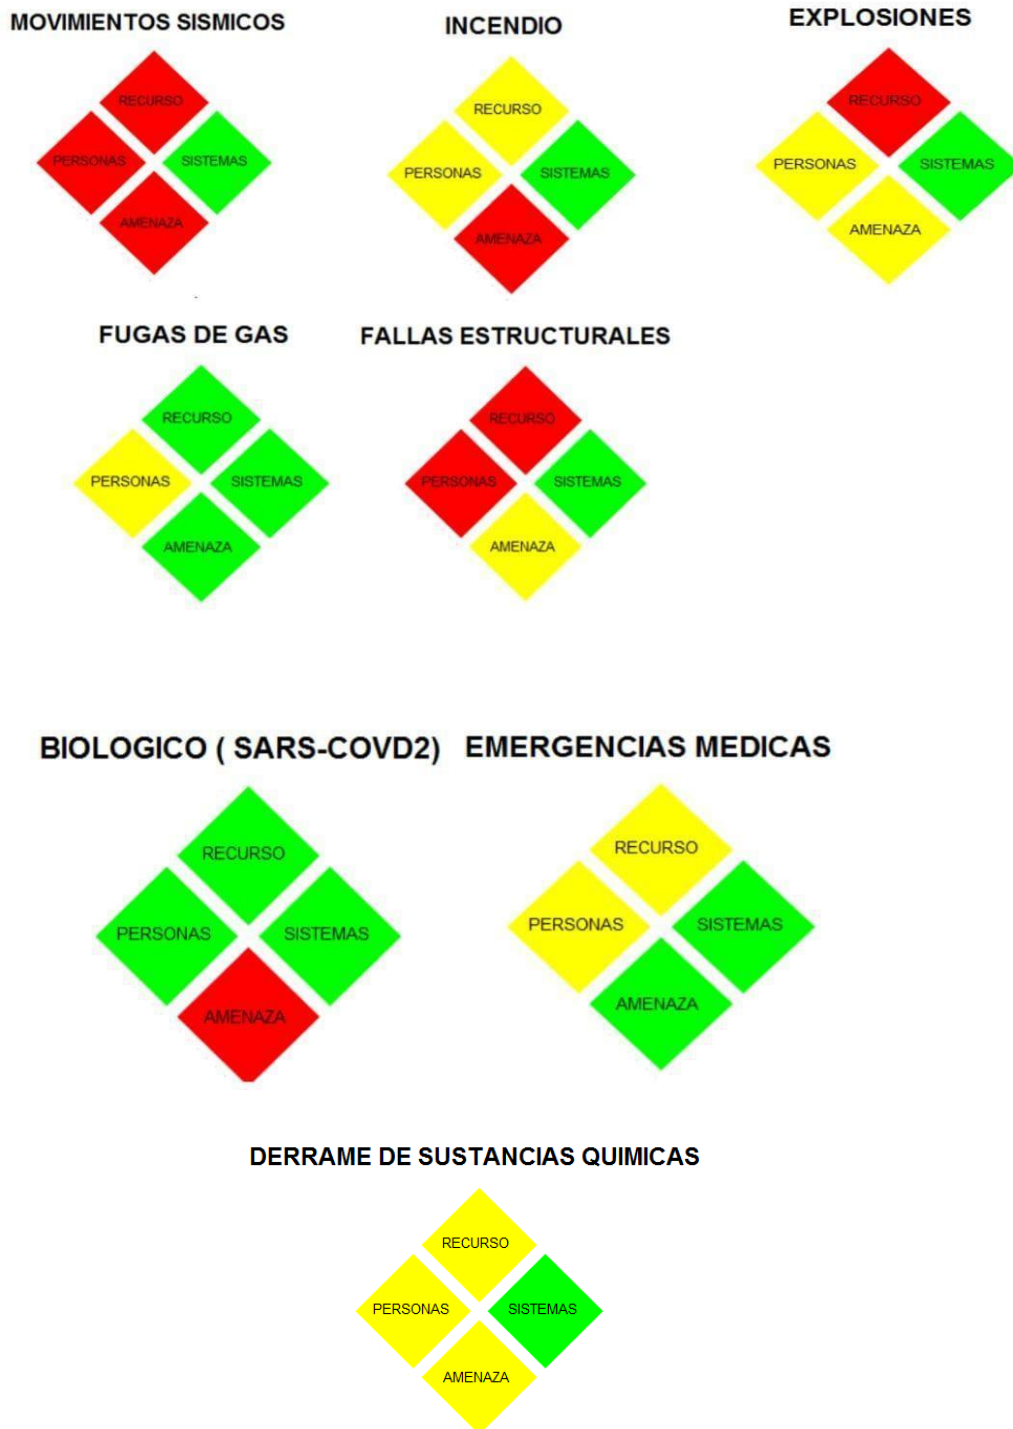 MOVIMIENTOS SISMICOS
RECURSO
PERSONAS
SISTEMAS
AMENAZA
INCENDIO
RECURSO
PERSONAS
SISTEMAS
AMENAZA
EXPLOSIONES
RECURSO
PERSONAS
SISTEMAS
AMENAZA
FUGAS DE GAS
RECURSO
PERSONAS
SISTEMAS
AMENAZA
FALLAS ESTRUCTURALES
RECURSO
PERSONAS
SISTEMAS
AMENAZA
BIOLOGICO ( SARS-COVD2)
RECURSO
PERSONAS
SISTEMAS
AMENAZA
EMERGENCIAS MEDICAS
RECURSO
PERSONAS
SISTEMAS
AMENAZA
DERRAME DE SUSTANCIAS QUIMICAS
RECURSO
PERSONAS
SISTEMAS
AMENAZA